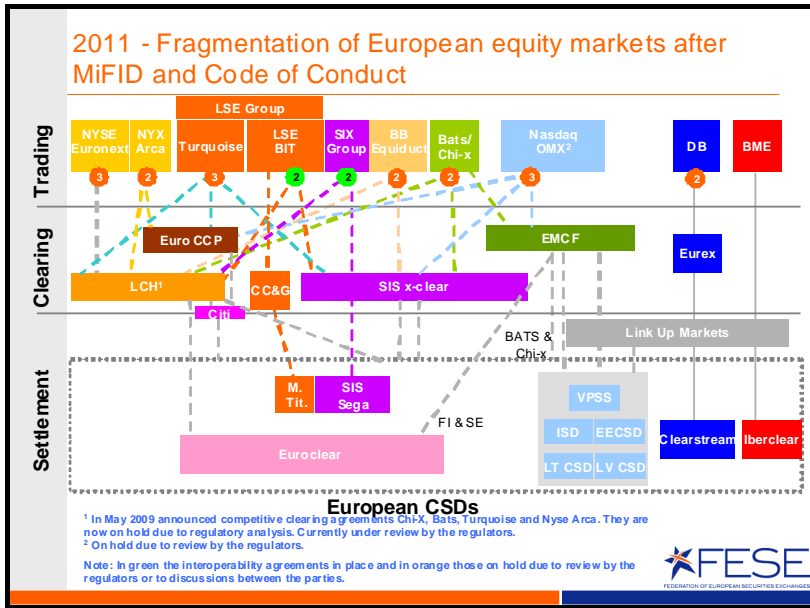 2011 - Fragmentation of European equity markets after
MiFID and Code of Conduct
Trading
LSE Group
NYSE
Euronext
NYX
Arca
Turquoise
LSE
BIT
SIX
Group
BB
Equiduct
Bats/
Chi-x
Nasdaq
OMX²
DB
BME
3
2
3
2
2
2
2
3
2
Clearing
Euro CCP
EMCF
Eurex
LCH¹
CC&G
SIS x-clear
Citi
BATS &
Chi-x
Link Up Markets
Settlement
M.
Tit.
SIS
Sega
VPSS
FI & SE
ISD
EECSD
Euroclear
Clearstream
Iberclear
LT CSD
LV CSD
European CSDs
¹ In May 2009 announced competitive clearing agreements Chi-X, Bats, Turquoise and Nyse Arca. They are
now on hold due to regulatory analysis. Currently under review by the regulators.
² On hold due to review by the regulators.
Note: In green the interoperability agreements in place and in orange those on hold due to review by the
regulators or to discussions between the parties.
FESE
FEDERATION OF EUROPEAN SECURITIES EXCHANGES